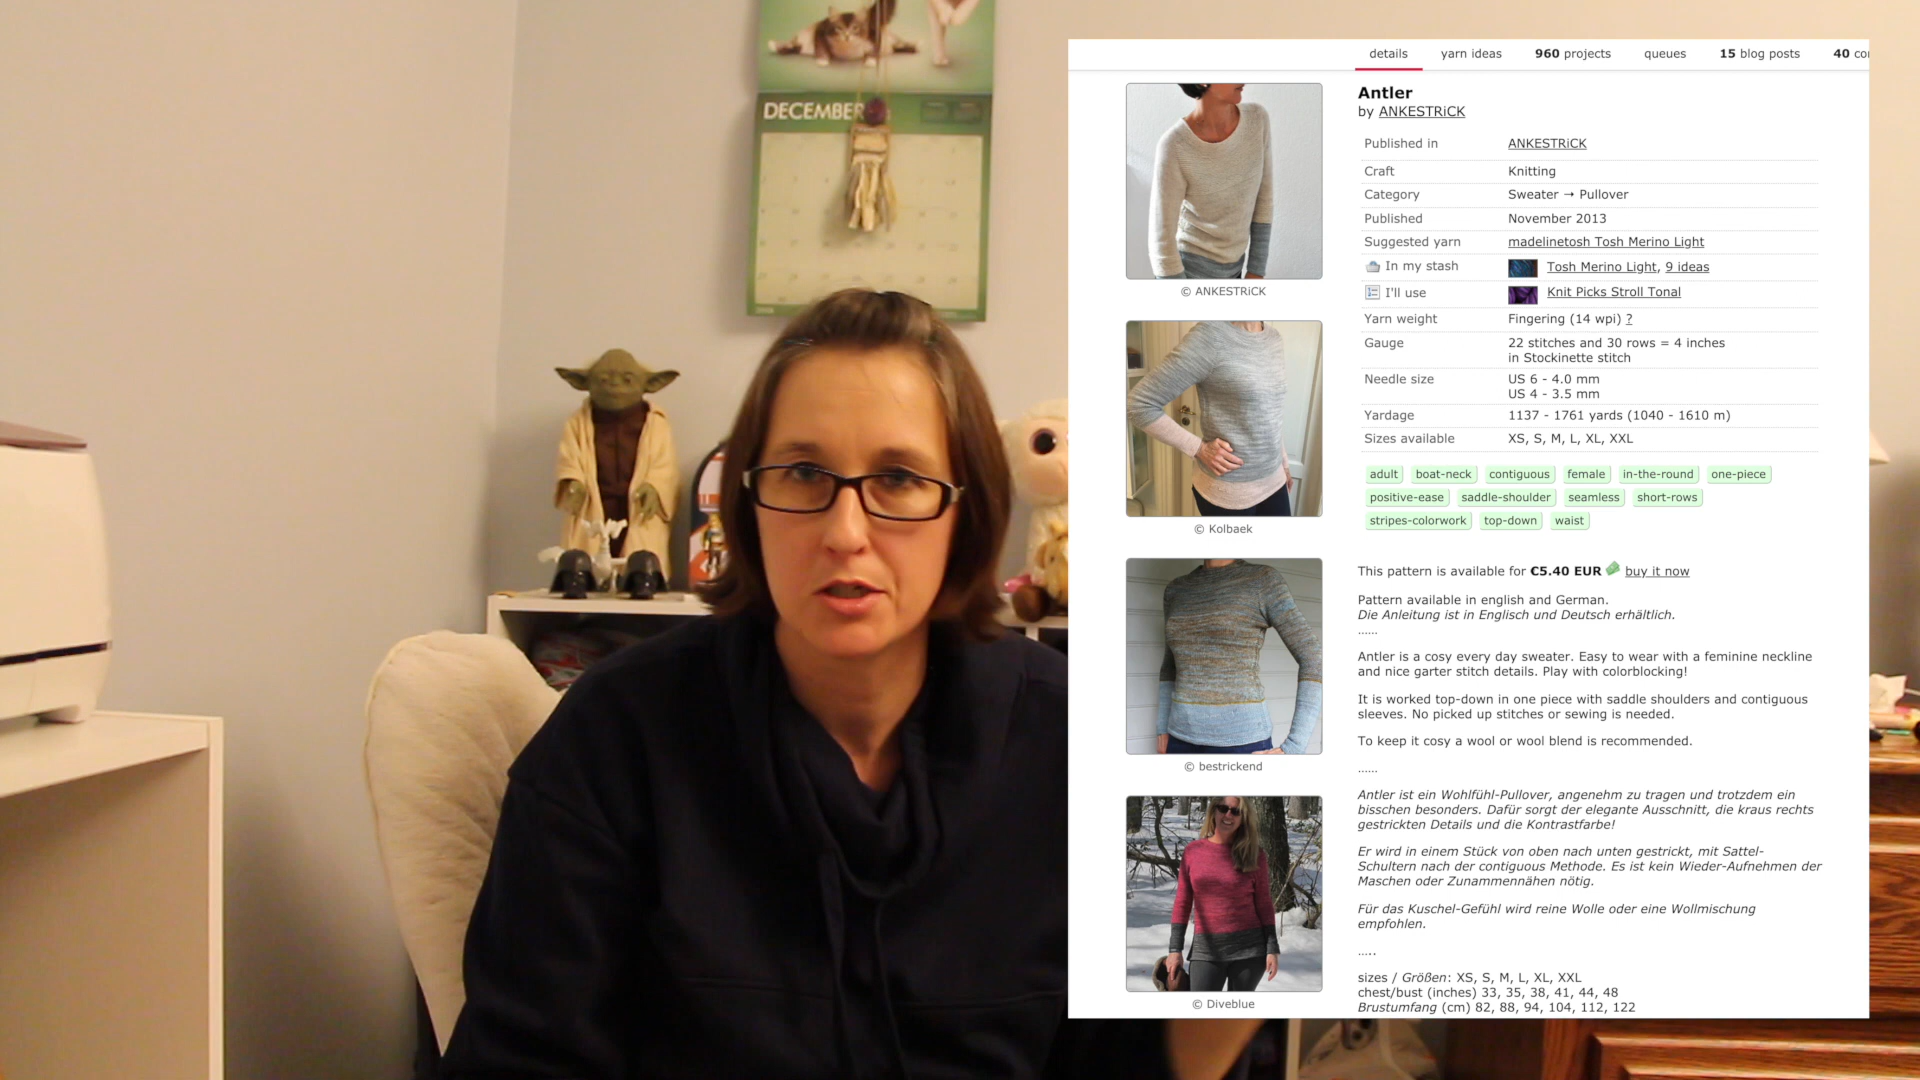 DECEMBER
details yarn ideas 960 projects queues 15 blog posts 40 co
Antler
by ANKESTRiCK
Published in ANKESTRiCK
Craft Knitting
Category Sweater → Pullover
Published November 2013
Suggested yarn madelinetosh Tosh Merino Light
In my stash Tosh Merino Light, 9 ideas
I'll use Knit Picks Stroll Tonal
Yarn weight Fingering (14 wpi) ?
Gauge 22 stitches and 30 rows = 4 inches
in Stockinette stitch
Needle size US 6 - 4.0 mm
US 4 - 3.5 mm
Yardage 1137 - 1761 yards (1040 - 1610 m)
Sizes available XS, S, M, L, XL, XXL
adult boat-neck contiguous female in-the-round one-piece
positive-ease saddle-shoulder seamless short-rows
stripes-colorwork top-down waist
This pattern is available for €5.40 EUR buy it now
Pattern available in english and German.
Die Anleitung ist in Englisch und Deutsch erhältlich.
......
Antler is a cosy every day sweater. Easy to wear with a feminine neckline
and nice garter stitch details. Play with colorblocking!
It is worked top-down in one piece with saddle shoulders and contiguous
sleeves. No picked up stitches or sewing is needed.
To keep it cosy a wool or wool blend is recommended.
......
Antler ist ein Wohlfühl-Pullover, angenehm zu tragen und trotzdem ein
bisschen besonders. Dafür sorgt der elegante Ausschnitt, die kraus rechts
gestrickten Details und die Kontrastfarbe!
Er wird in einem Stück von oben nach unten gestrickt, mit Sattel-
Schultern nach der contiguous Methode. Es ist kein Wieder-Aufnehmen der
Maschen oder Zunammennähen nötig.
Für das Kuschel-Gefühl wird reine Wolle oder eine Wollmischung
empfohlen.
…..
sizes / Größen: XS, S, M, L, XL, XXL
chest/bust (inches) 33, 35, 38, 41, 44, 48
Brustumfang (cm) 82, 88, 94, 104, 112, 122
© ANKESTRiCK
© Kolbaek
© bestrickend
© Diveblue